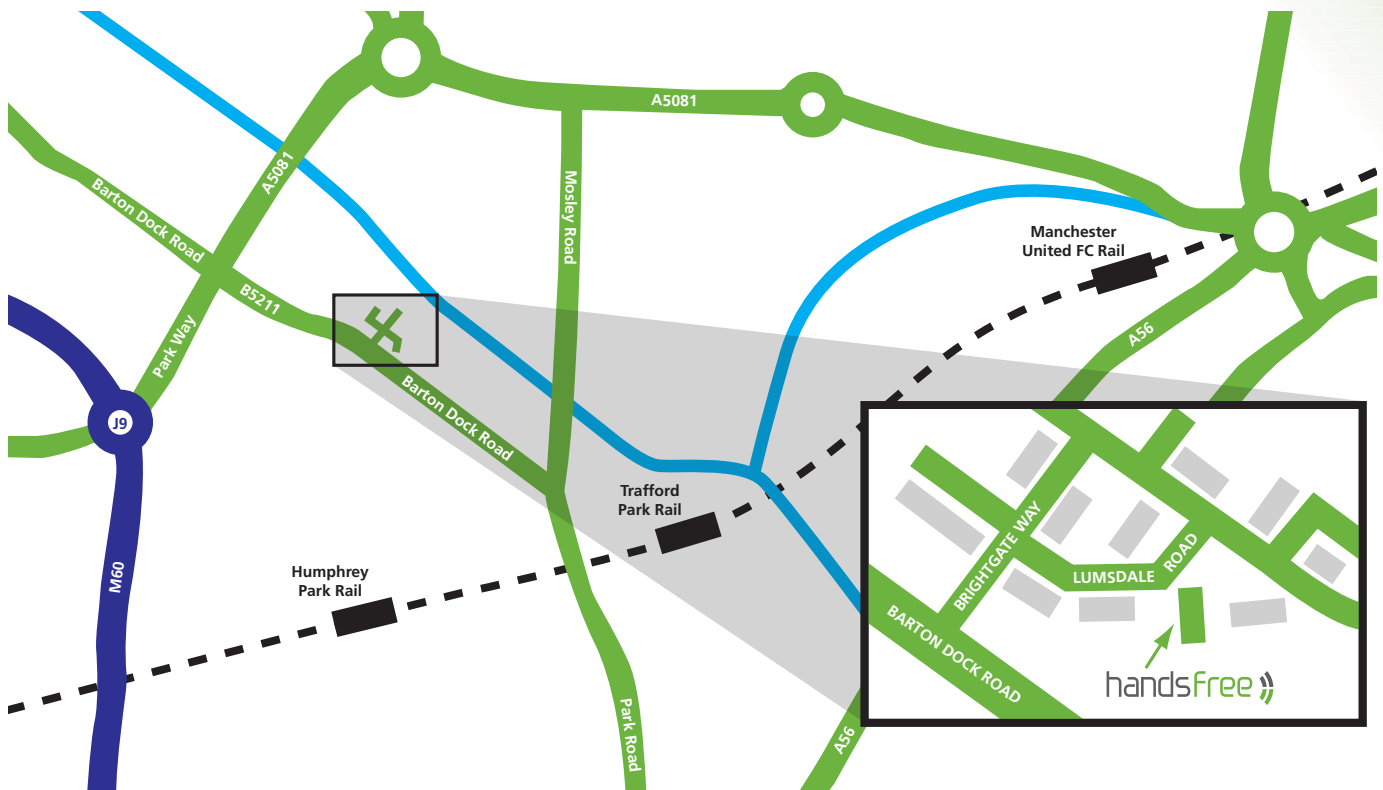 A5081
A5081
Mosley Road
Barton Dock Road
B5211
Park Way
Manchester
United FC Rail
A56
Barton Dock Road
J9
Trafford
Park Rail
Humphrey
Park Rail
M60
Park Road
A56
BRIGHTGATE WAY
LUMSDALE ROAD
BARTON DOCK ROAD
handsfree